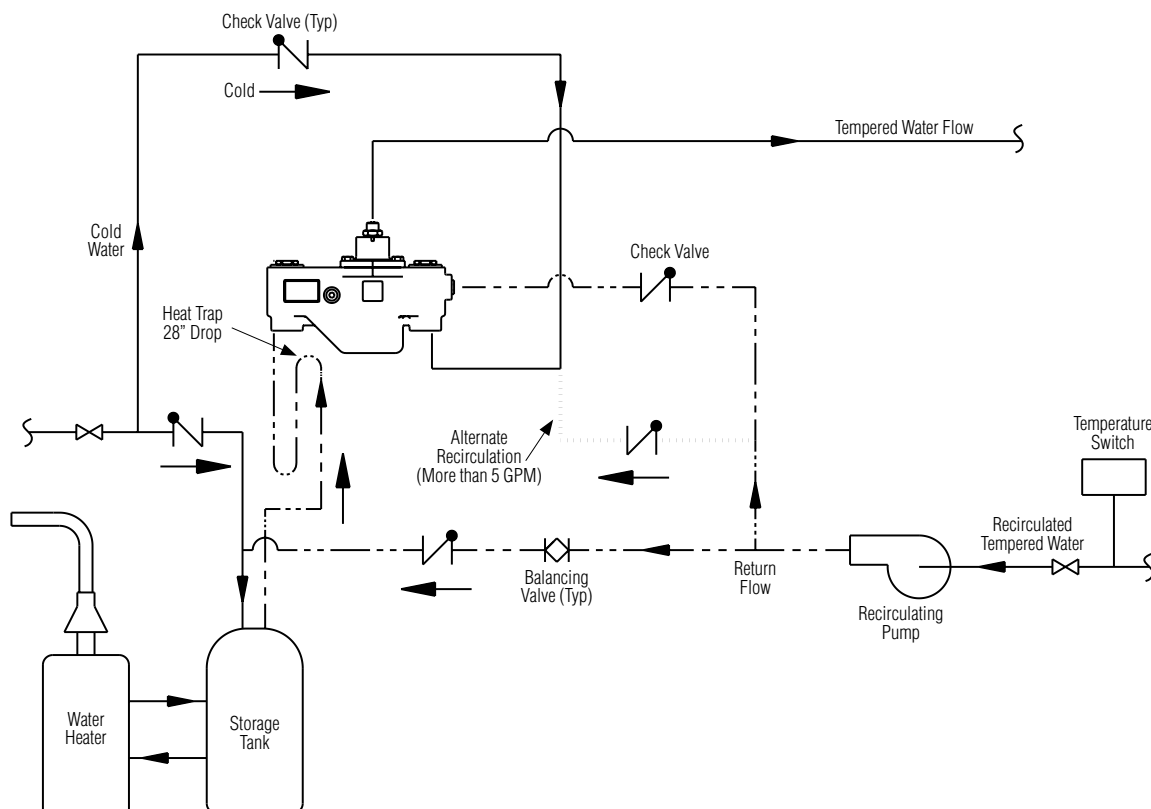 Check Valve (Typ)
Cold
Tempered Water Flow
Cold
Water
Check Valve
Heat Trap
28" Drop
Alternate
Recirculation
(More than 5 GPM)
Temperature
Switch
Recirculated
Tempered Water
Balancing
Valve (Typ)
Return
Flow
Recirculating
Pump
Water
Heater
Storage
Tank